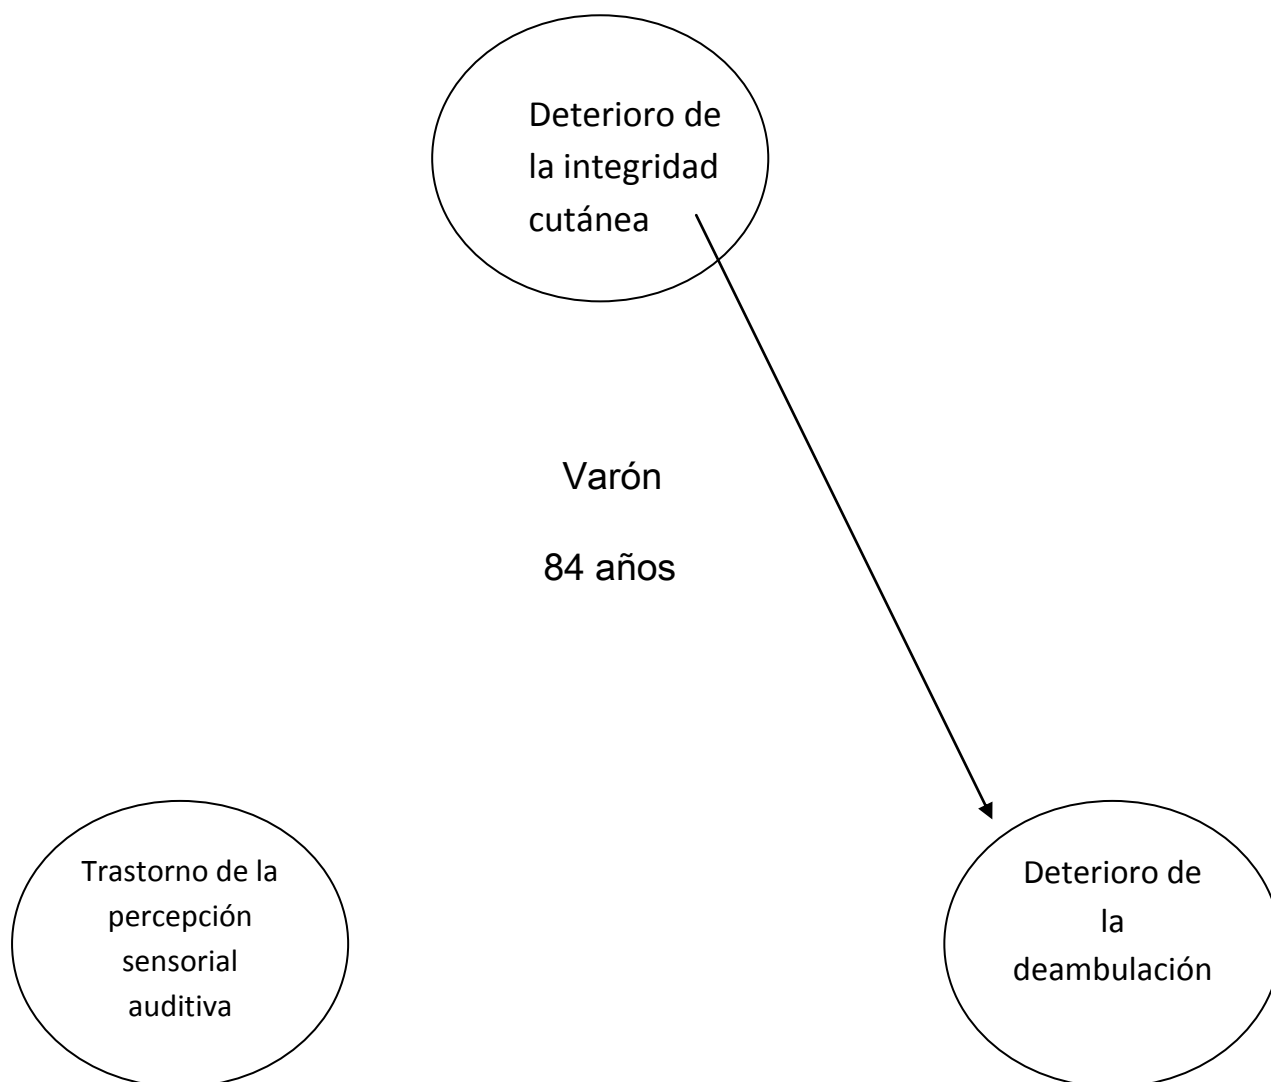 Deterioro de
la integridad
cutánea
Varón
84 años
Trastorno de la
percepción
sensorial
auditiva
Deterioro de
la
deambulación